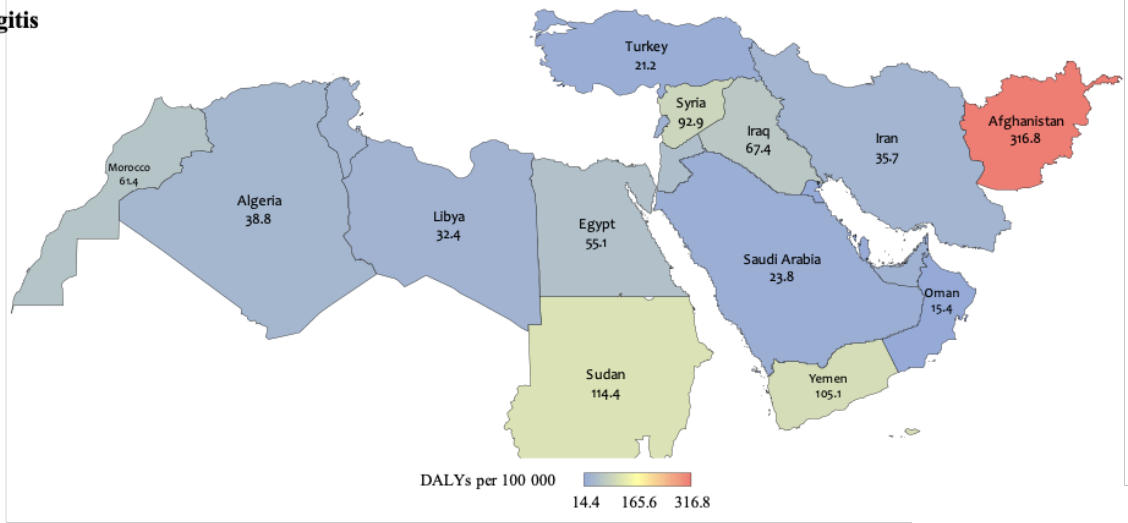 gitis
Turkey
21.2
Syria
92.9
Iraq
67.4
Iran
35.7
Afghanistan
316.8
Morocco
61.4
Algeria
38.8
Libya
32.4
Egypt
55.1
Saudi Arabia
23.8
Oman
15.4
Sudan
114.4
Yemen
105.1
DALYs per 100 000
14.4 165.6 316.8